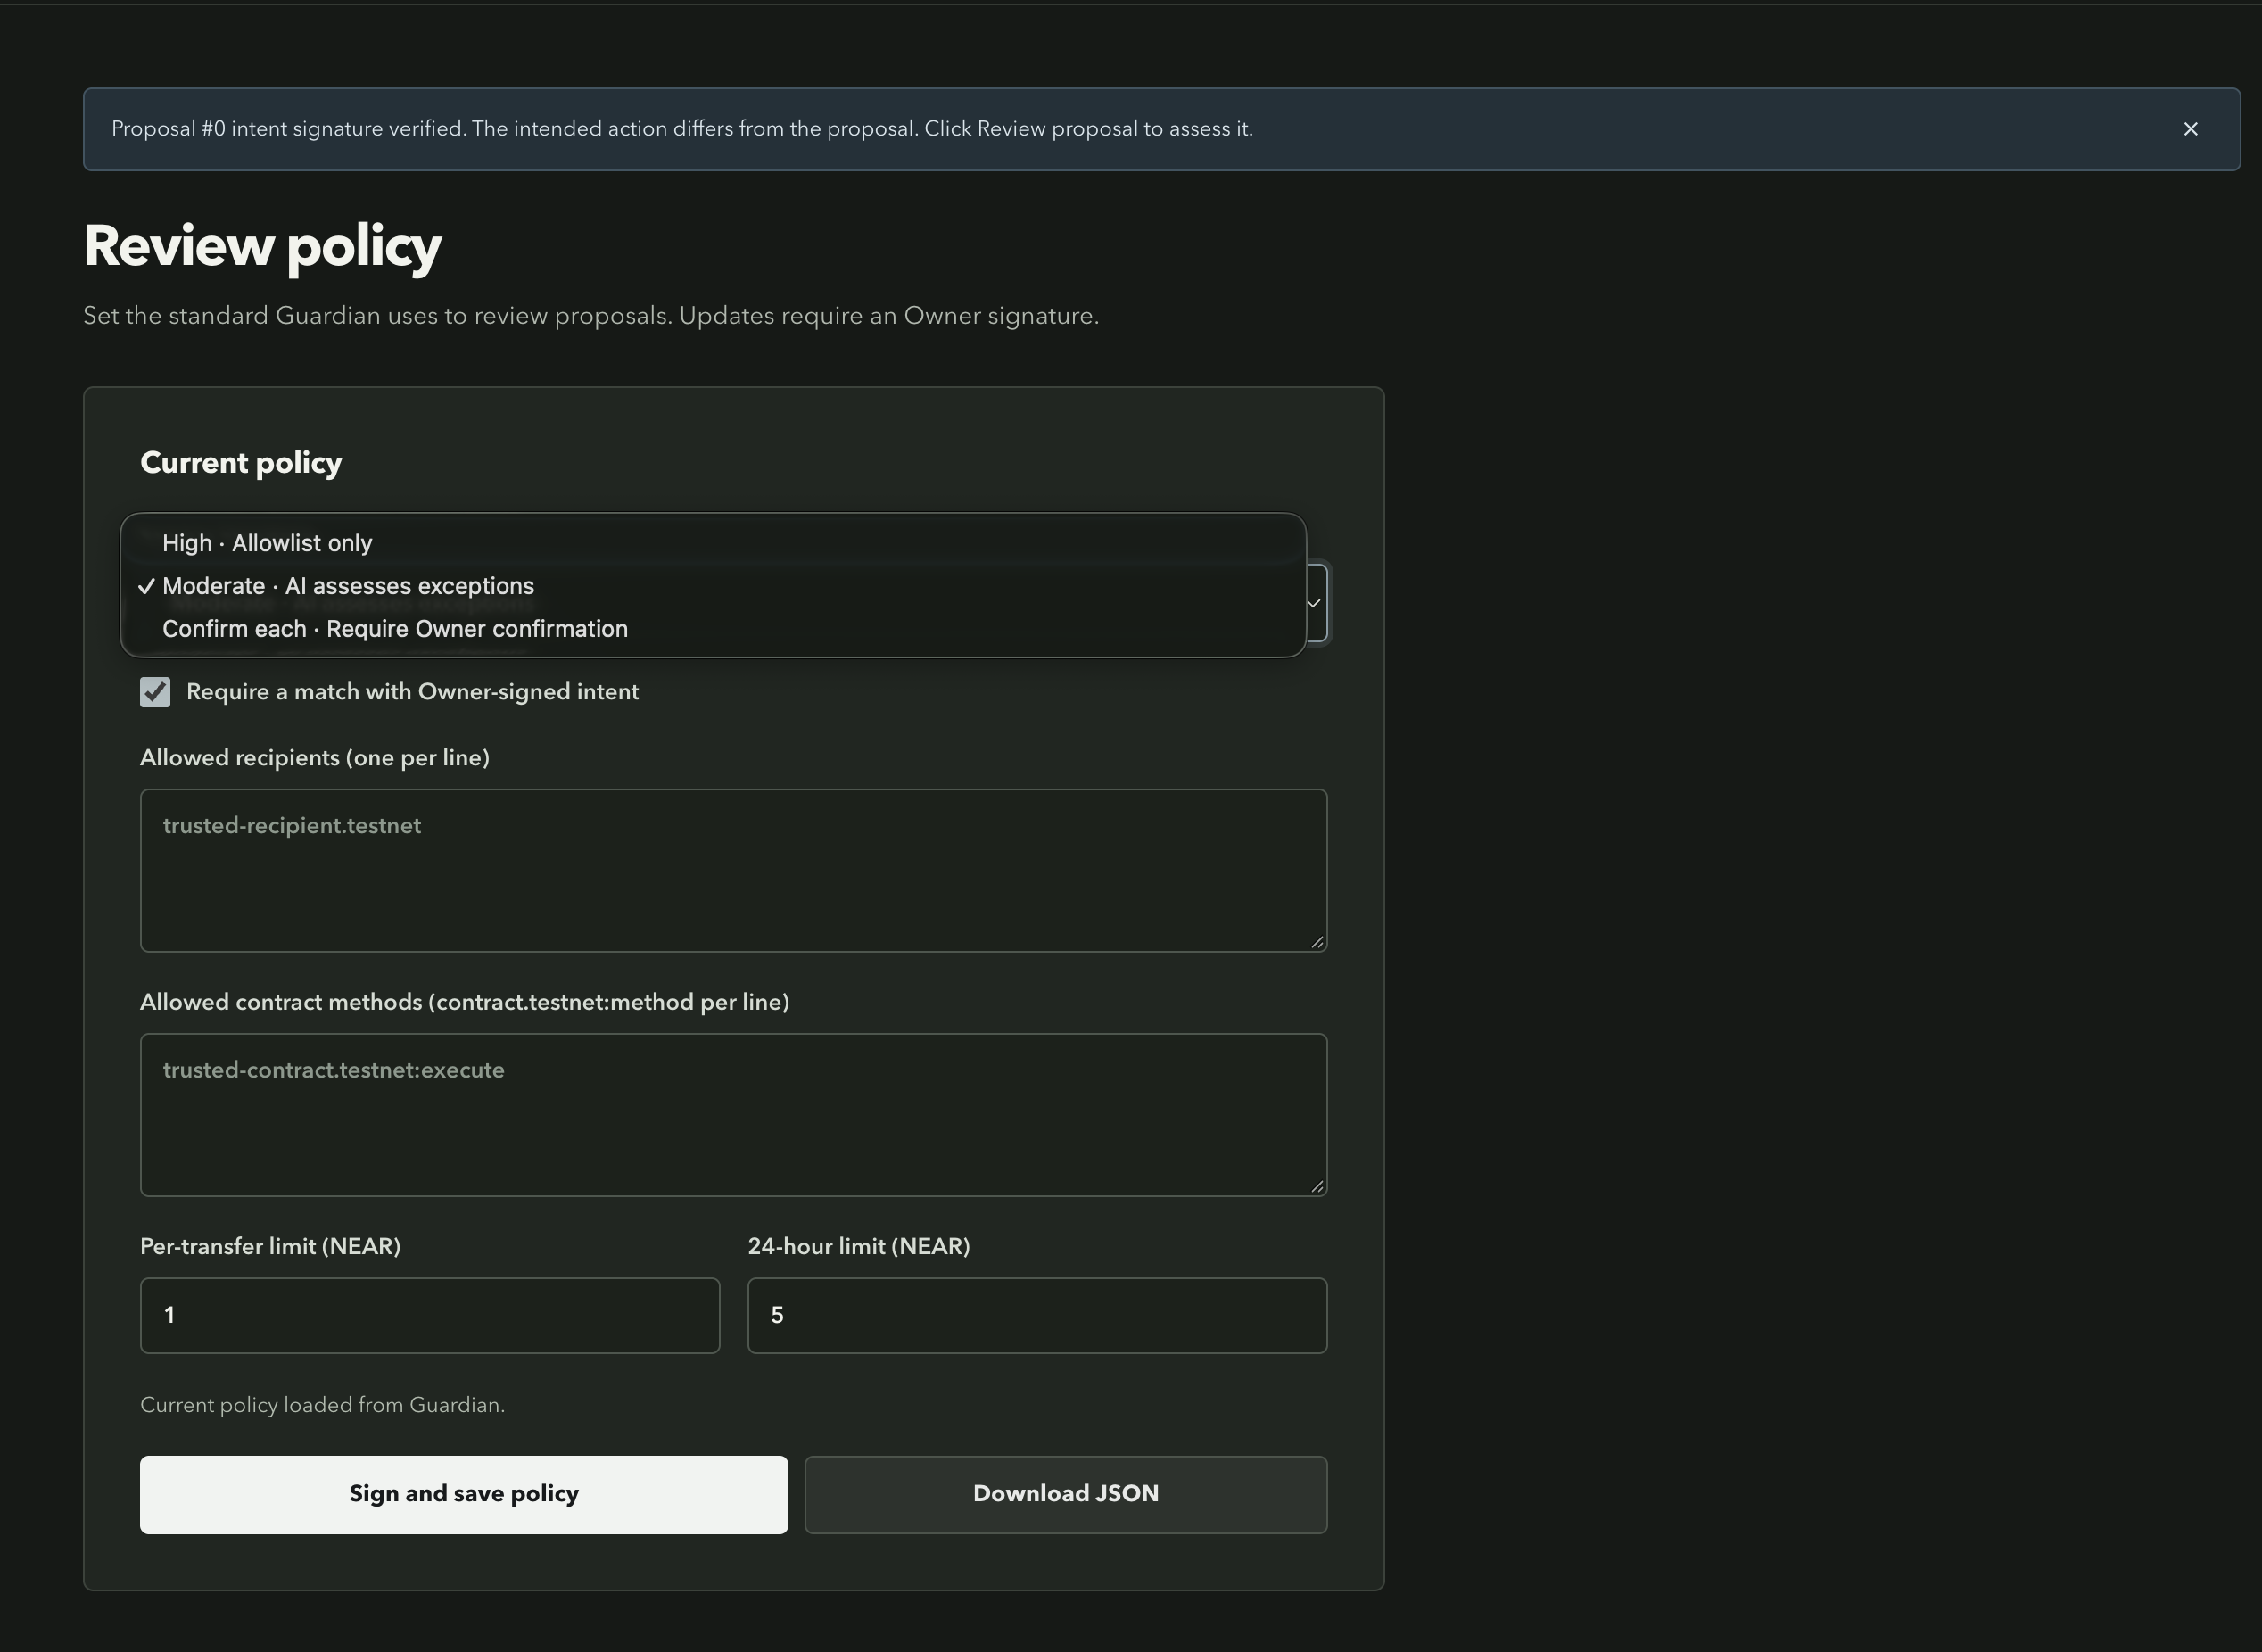 Proposal #0 intent signature verified. The intended action differs from the proposal. Click Review proposal to assess it.
Review policy
Set the standard Guardian uses to review proposals. Updates require an Owner signature.
Current policy
High · Allowlist only
Moderate · AI assesses exceptions
Confirm each · Require Owner confirmation
Require a match with Owner-signed intent
Allowed recipients (one per line)
trusted-recipient.testnet
Allowed contract methods (contract.testnet:method per line)
trusted-contract.testnet:execute
Per-transfer limit (NEAR) 24-hour limit (NEAR)
1 5
Current policy loaded from Guardian.
Sign and save policy Download JSON